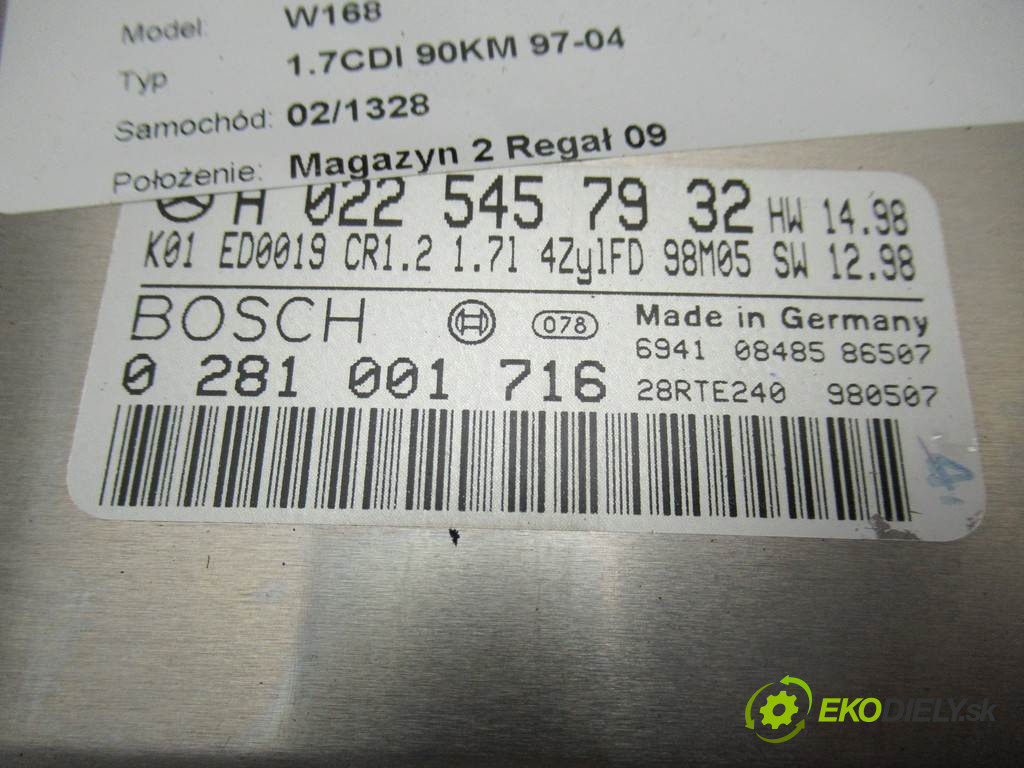 Model: W168
Typ 1.7CDI 90KM 97-04
Samochód: 02/1328
Położenie: Magazyn 2 Regał 09
H 022 545 79 32 HW 14.98
K01 ED0019 CR1.2 1.7l 4ZylFD 98M05 SW 12.98
BOSCH 078 Made in Germany
6941 08485 86507
0 281 001 716 28RTE240 980507
EKODIELY.sk